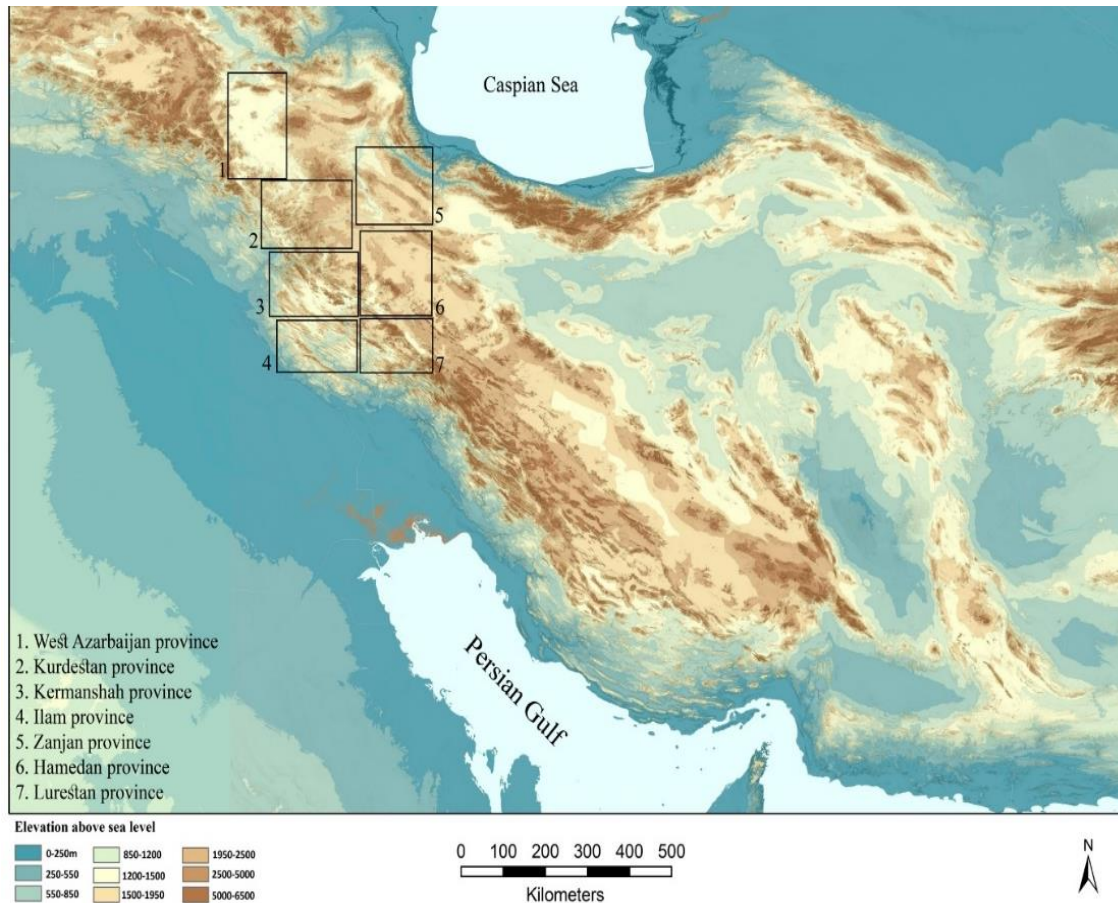 Caspian Sea
1
5
2
3
6
4
7
Persian Gulf
1. West Azarbaijan province
2. Kurdestan province
3. Kermanshah province
4. Ilam province
5. Zanjan province
6. Hamedan province
7. Lurestan province
Elevation above sea level
0-250m
850-1200
1950-2500
250-550
1200-1500
2500-5000
550-850
1500-1950
5000-6500
0 100 200 300 400 500
Kilometers
N